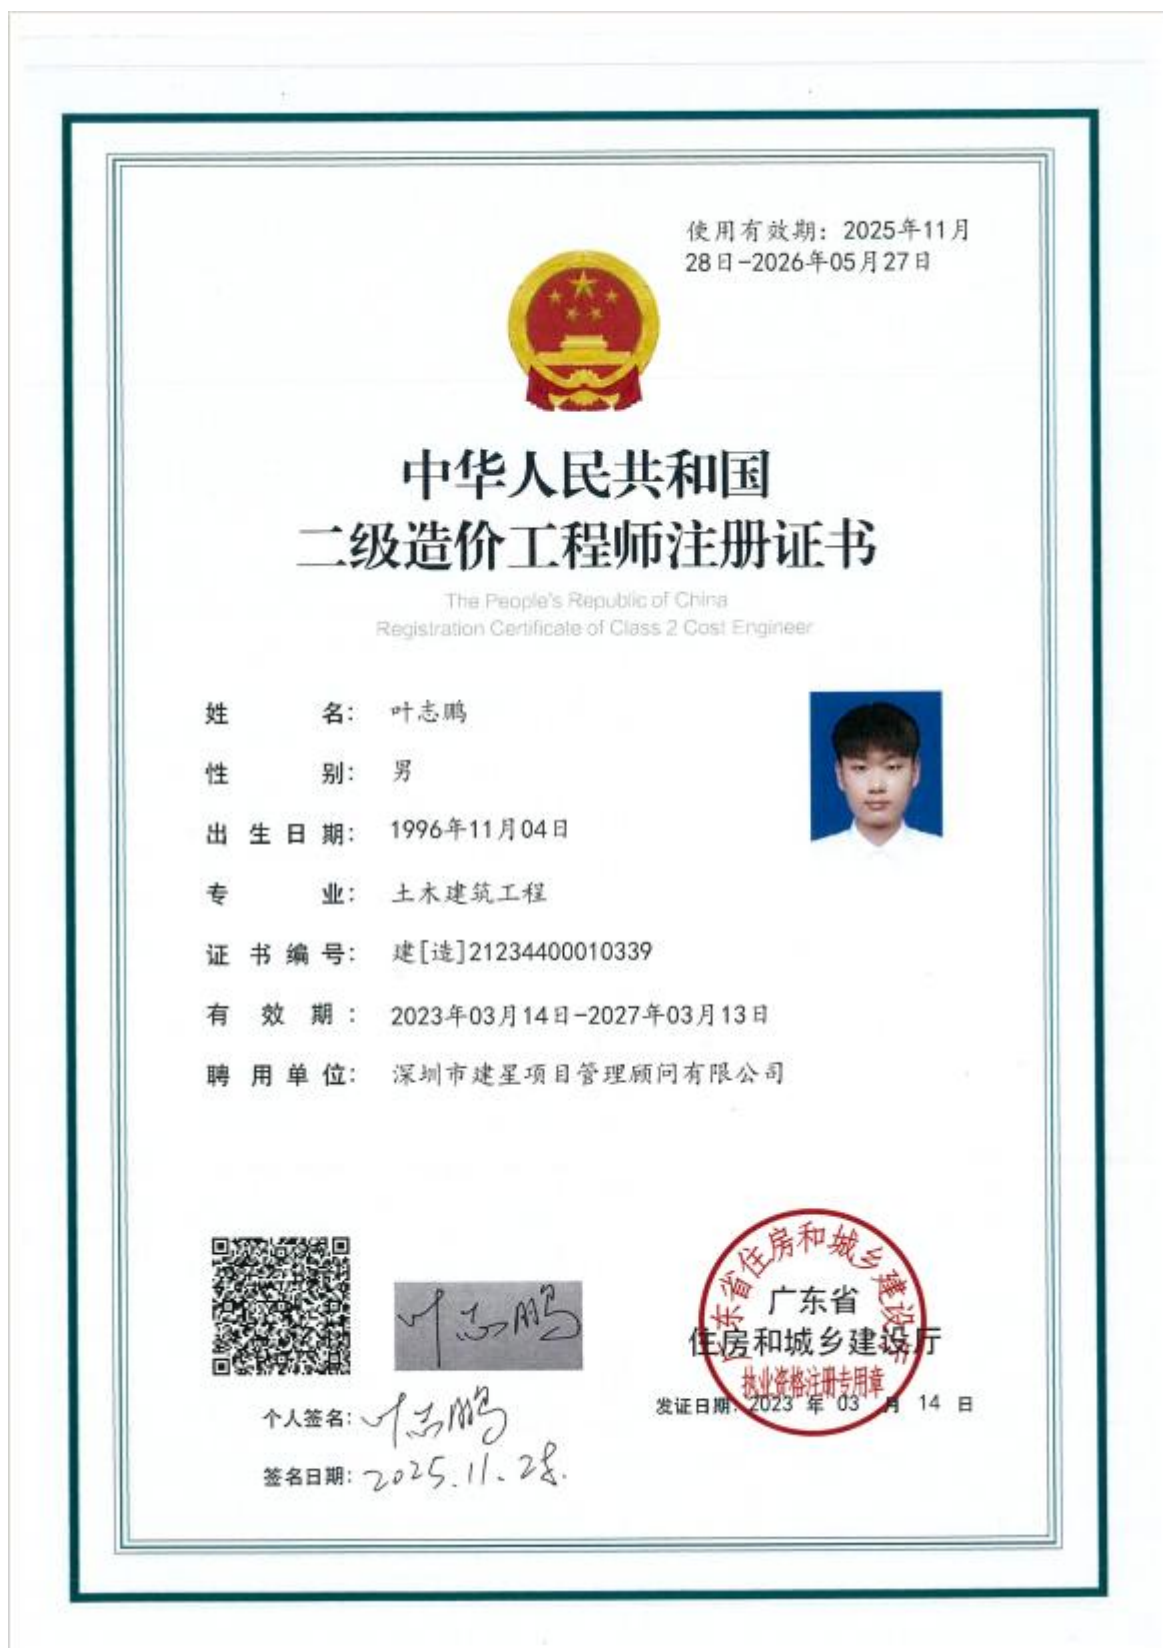 使用有效期：2025年11月
28日-2026年05月27日
中华人民共和国
二级造价工程师注册证书
The People's Republic of China
Registration Certificate of Class 2 Cost Engineer
姓名：叶志鹏
性别：男
出生日期：1996年11月04日
专业：土木建筑工程
证书编号：建[造]21234400010339
有效期：2023年03月14日-2027年03月13日
聘用单位：深圳市建星项目管理顾问有限公司
叶志鹏
个人签名：叶志鹏
签名日期：2025.11.28.
广东省住房和城乡建设厅
广东省
住房和城乡建设厅
执业资格注册专用章
发证日期：2023年03月14日